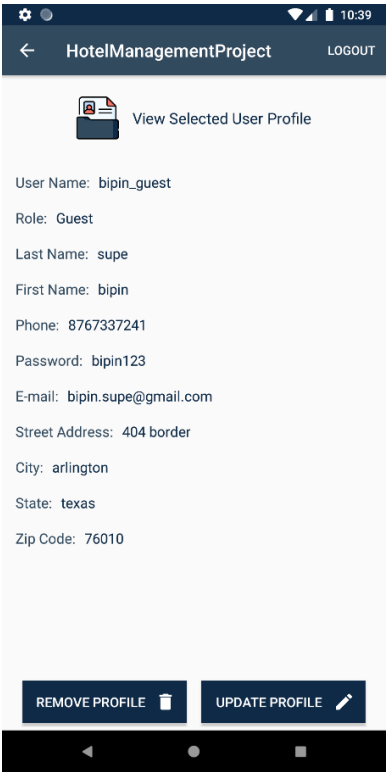 10:39
HotelManagementProject LOGOUT
View Selected User Profile
User Name: bipin_guest
Role: Guest
Last Name: supe
First Name: bipin
Phone: 8767337241
Password: bipin123
E-mail: bipin.supe@gmail.com
Street Address: 404 border
City: arlington
State: texas
Zip Code: 76010
REMOVE PROFILE UPDATE PROFILE